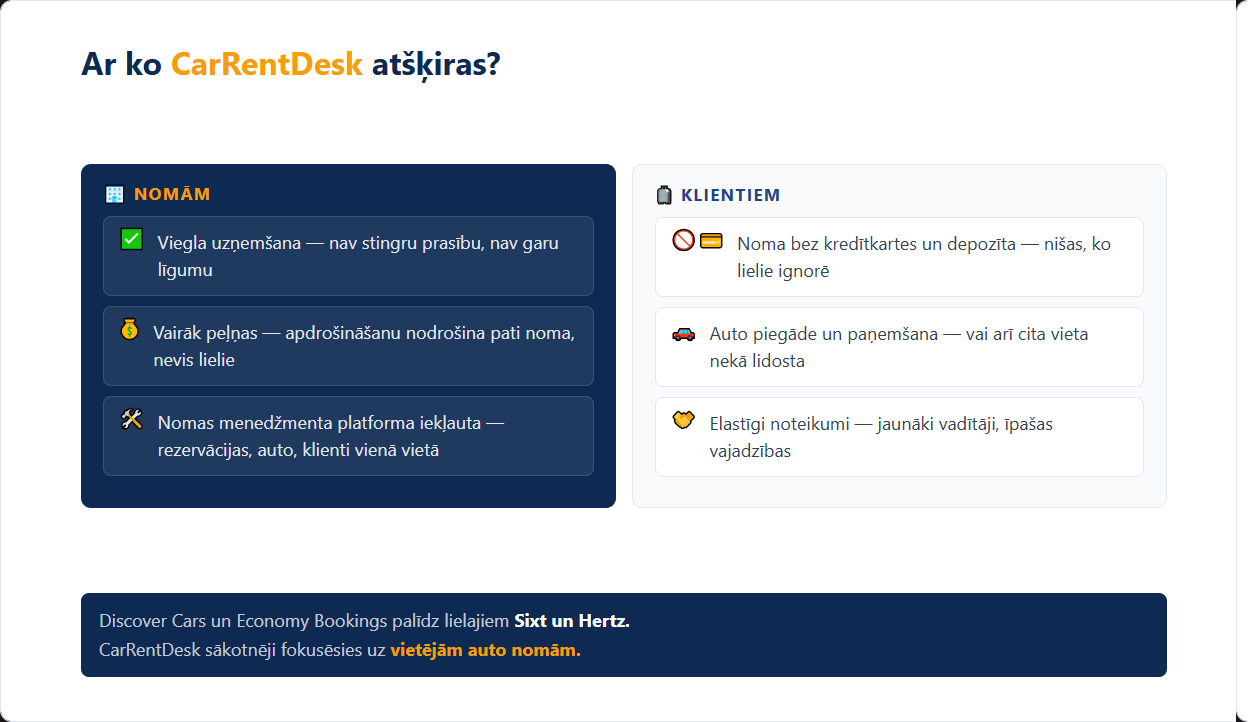 Ar ko CarRentDesk atšķiras?
NOMĀM
Viegla uzņemšana — nav stingru prasību, nav garu
līgumu
Vairāk peļņas — apdrošināšanu nodrošina pati noma,
nevis lielie
Nomas menedžmenta platforma iekļauta —
rezervācijas, auto, klienti vienā vietā
KLIENTIEM
Noma bez kredītkartes un depozīta — nišas, ko
lielie ignorē
Auto piegāde un paņemšana — vai arī cita vieta
nekā lidosta
Elastīgi noteikumi — jaunāki vadītāji, īpašas
vajadzības
Discover Cars un Economy Bookings palīdz lielajiem Sixt un Hertz.
CarRentDesk sākotnēji fokusēsies uz vietējām auto nomām.